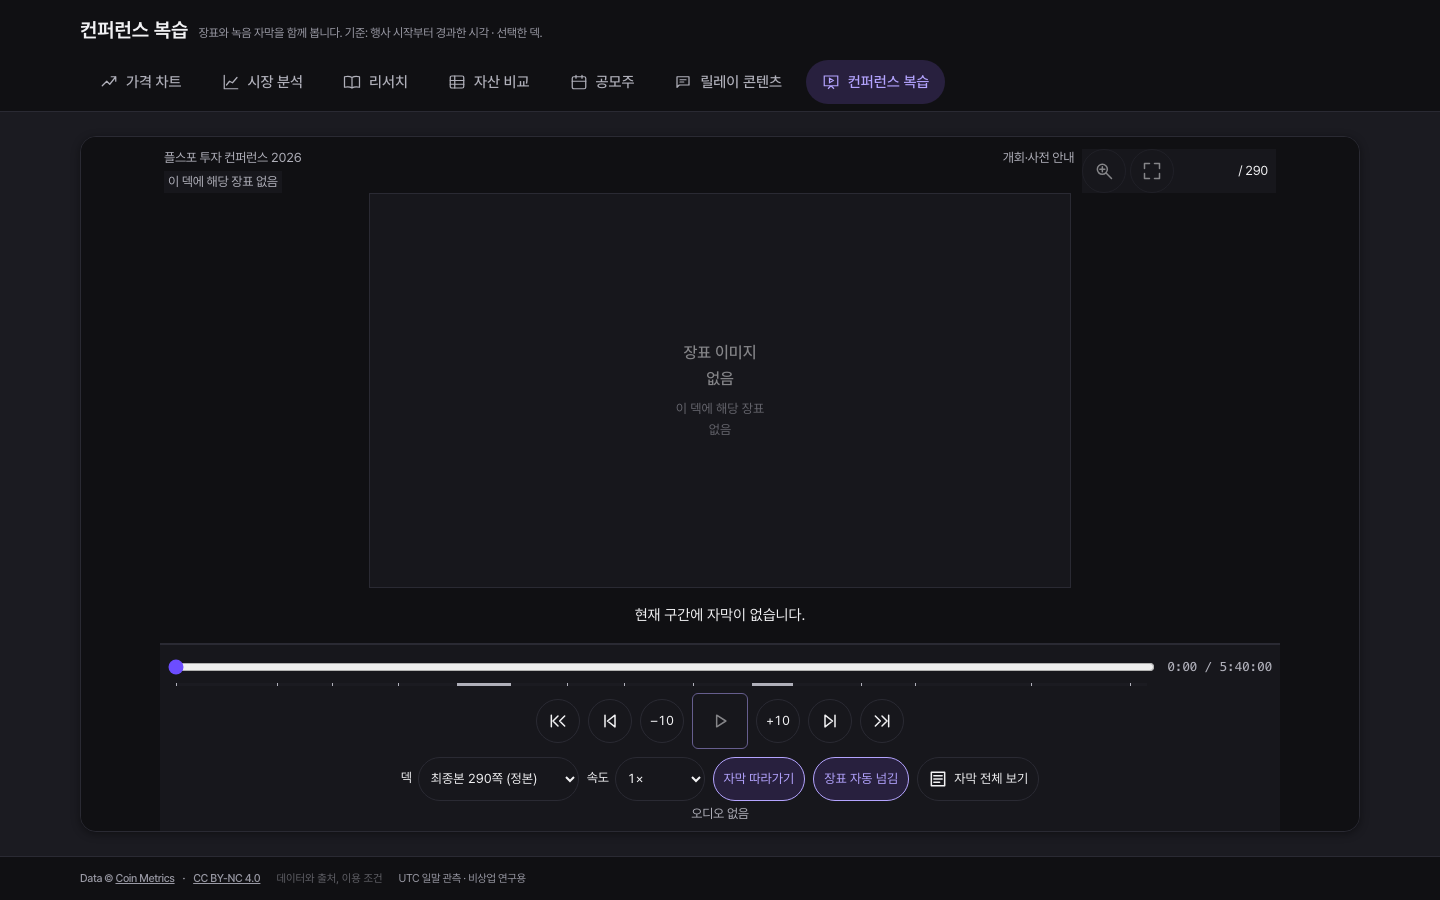 컨퍼런스 복습
장표와 녹음 자막을 함께 봅니다. 기준: 행사 시작부터 경과한 시각 · 선택한 덱.
가격 차트
시장 분석
리서치
자산 비교
공모주
릴레이 콘텐츠
컨퍼런스 복습
플스포 투자 컨퍼런스 2026
이 덱에 해당 장표 없음
개회·사전 안내
/ 290
장표 이미지
없음
이 덱에 해당 장표
없음
현재 구간에 자막이 없습니다.
0:00 / 5:40:00
−10
+10
덱
최종본 290쪽 (정본)
속도
1×
자막 따라가기
장표 자동 넘김
자막 전체 보기
오디오 없음
Data © Coin Metrics · CC BY-NC 4.0 데이터와 출처, 이용 조건 UTC 일말 관측 · 비상업 연구용